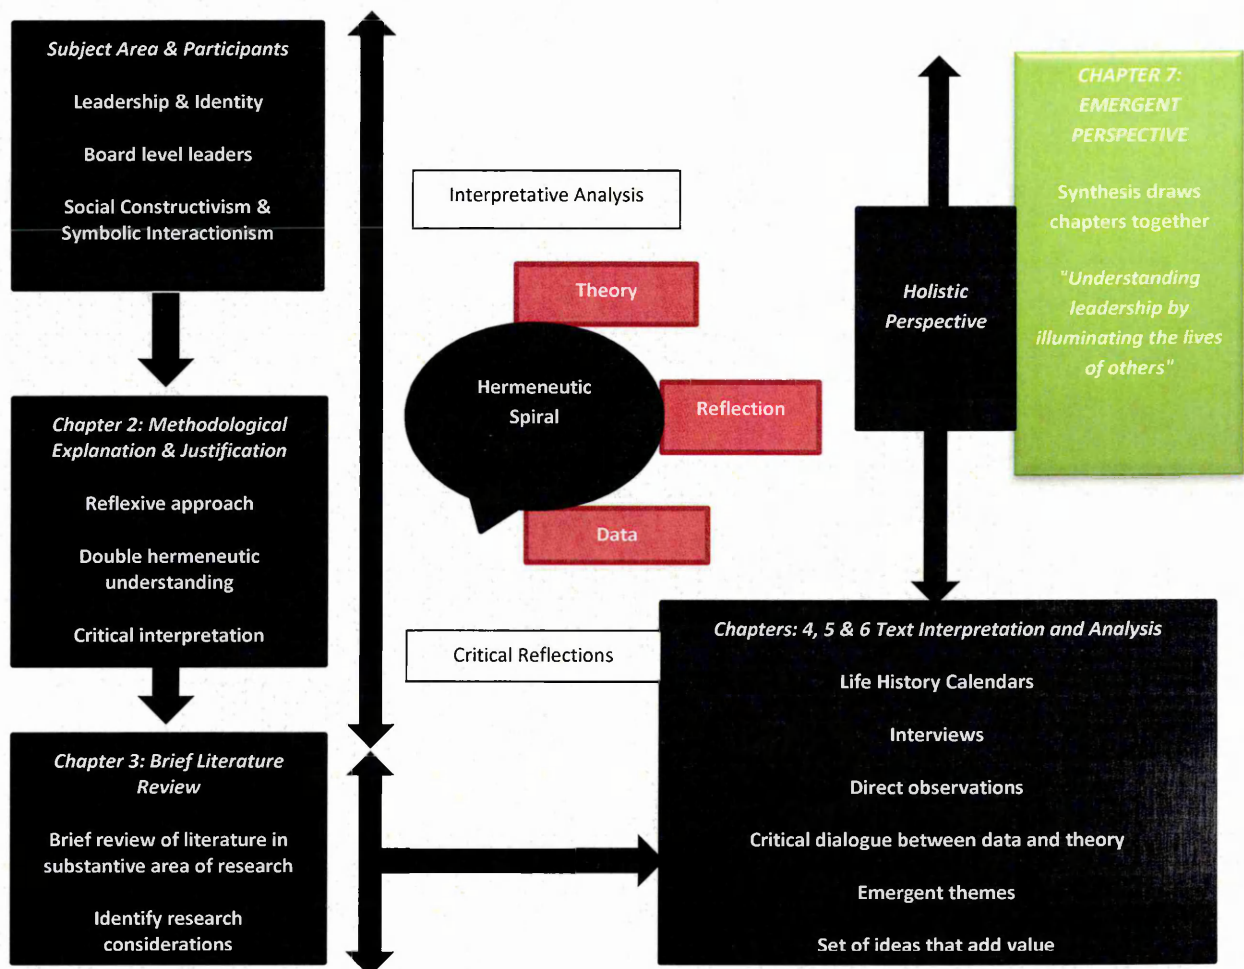 Subject Area & Participants
Leadership & Identity
Board level leaders
Social Constructivism &
Symbolic Interactionism
Chapter 2: Methodological
Explanation & Justification
Reflexive approach
Double hermeneutic
understanding
Critical interpretation
Chapter 3: Brief Literature
Review
Brief review of literature in
substantive area of research
Identify research
considerations
Interpretative Analysis
Theory
Hermeneutic
Spiral
Reflection
Data
Critical Reflections
Holistic
Perspective
CHAPTER 7:
EMERGENT
PERSPECTIVE
Synthesis draws
chapters together
"Understanding
leadership by
illuminating the lives
of others"
Chapters: 4, 5 & 6 Text Interpretation and Analysis
Life History Calendars
Interviews
Direct observations
Critical dialogue between data and theory
Emergent themes
Set of ideas that add value